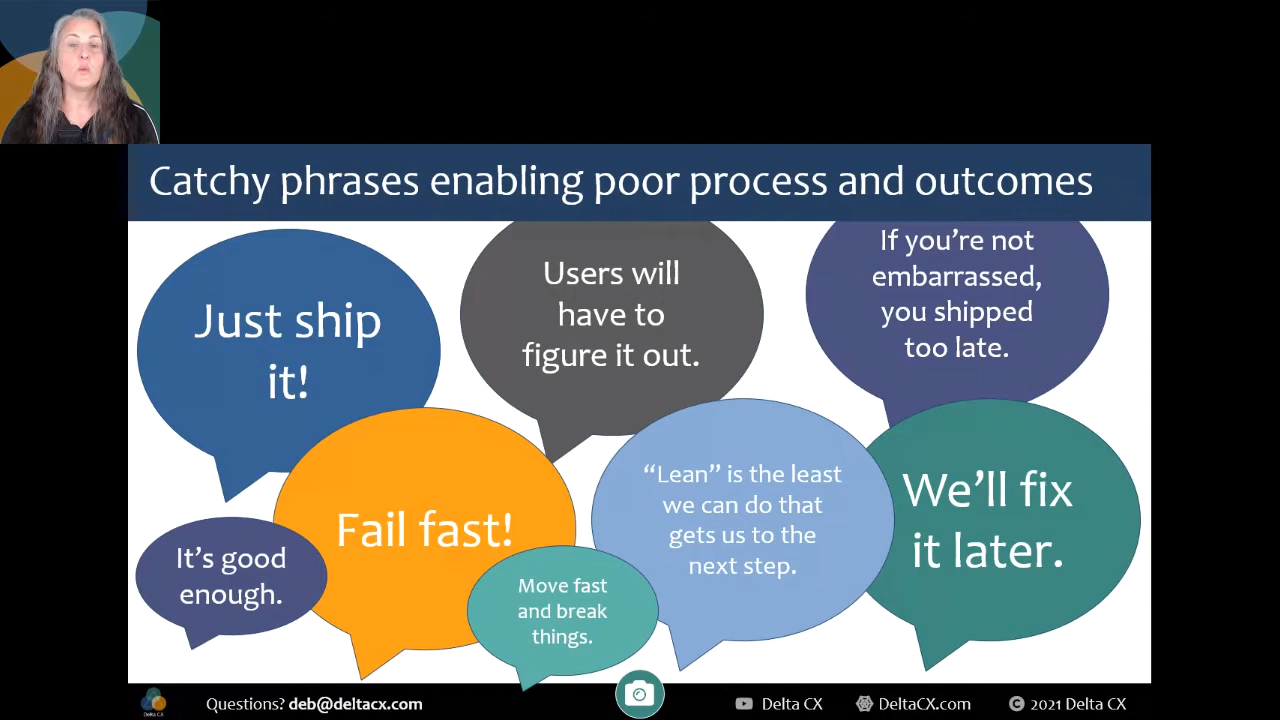 Catchy phrases enabling poor process and outcomes
Just ship
it!
Users will
have to
figure it out.
If you’re not
embarrassed,
you shipped
too late.
Fail fast!
“Lean” is the least
we can do that
gets us to the
next step.
We’ll fix
it later.
It’s good
enough.
Move fast
and break
things.
Delta CX
Questions? deb@deltacx.com
Delta CX
DeltaCX.com
© 2021 Delta CX